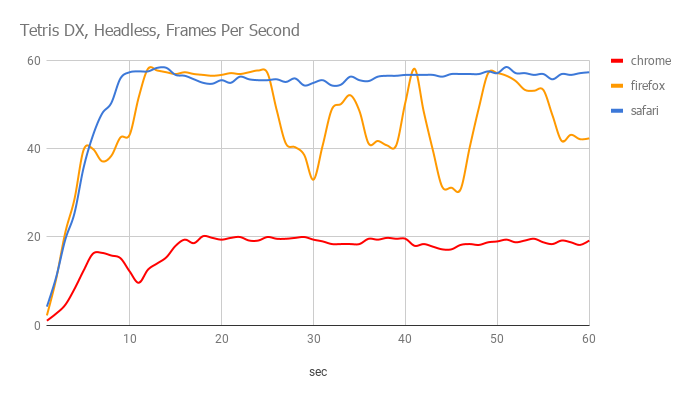 Tetris DX, Headless, Frames Per Second
60
40
20
0
10 20 30 40 50 60
sec
chrome
firefox
safari